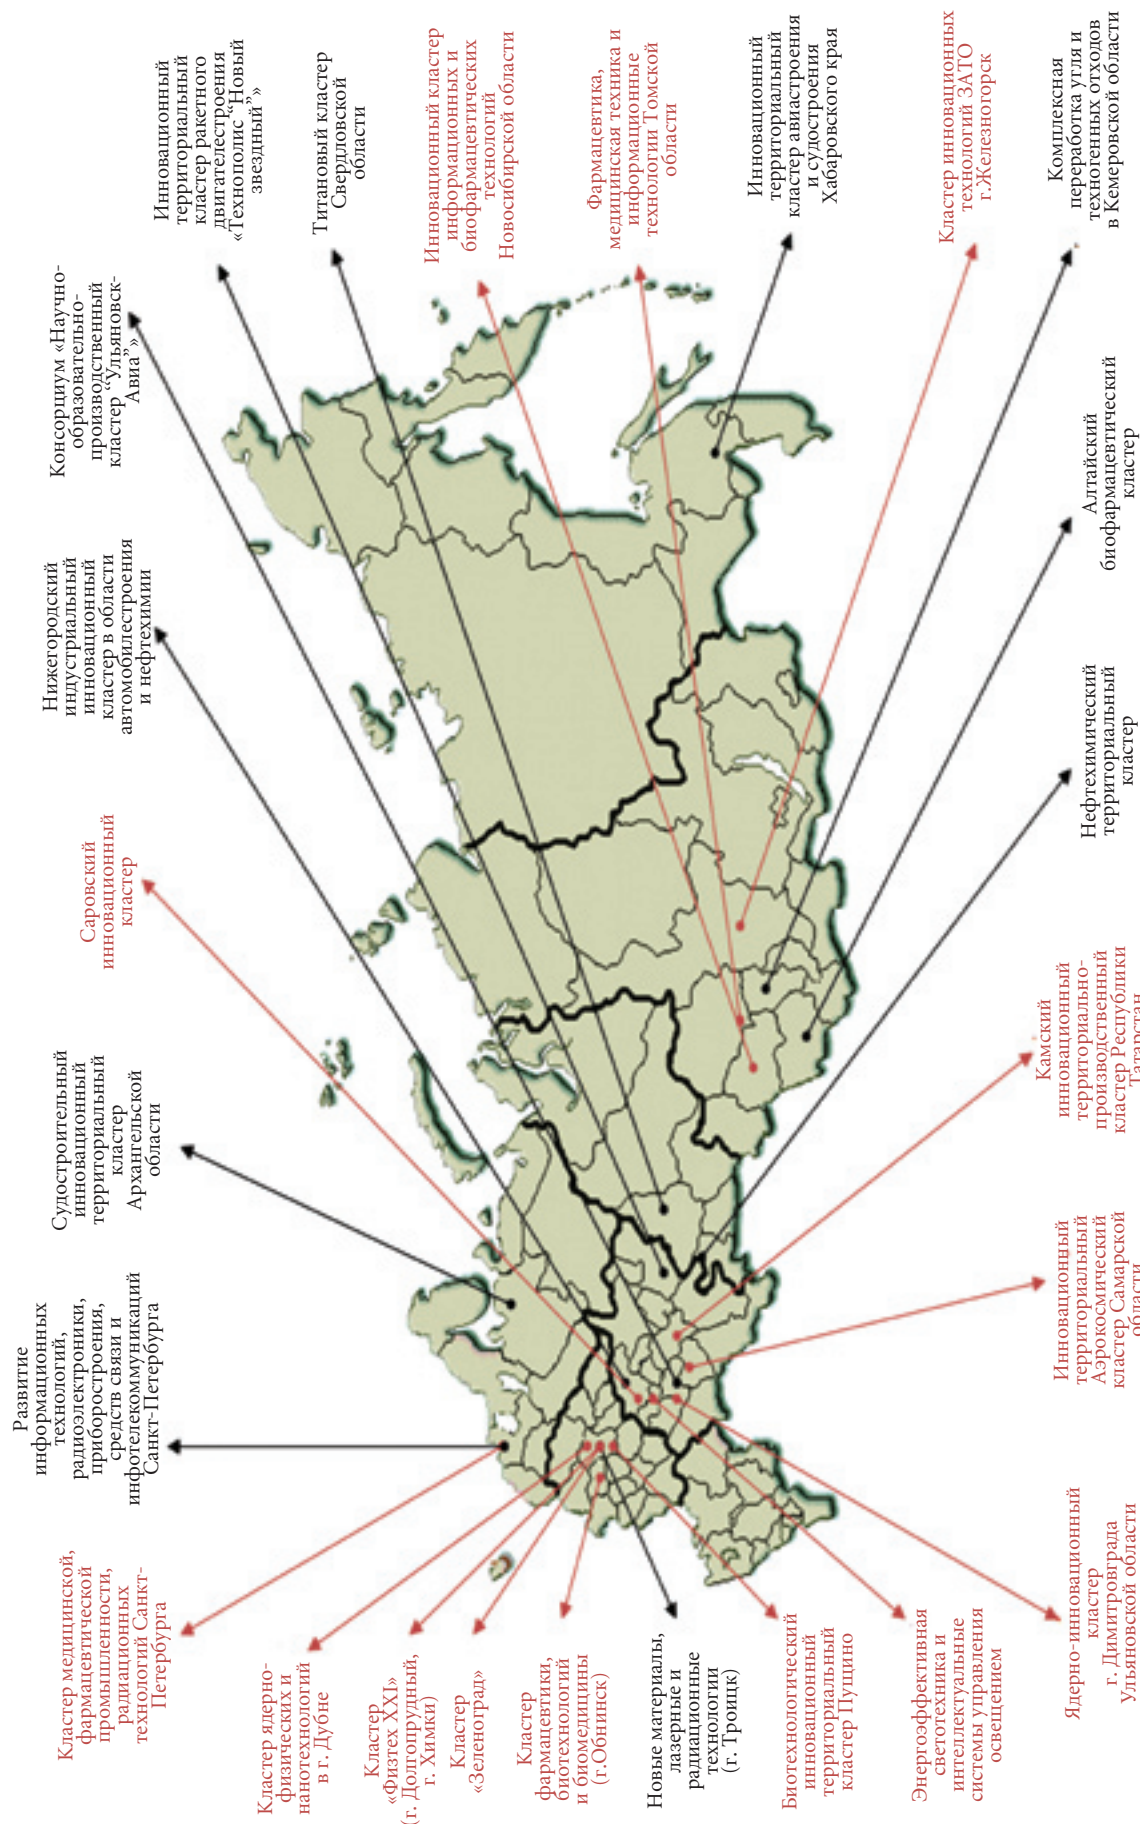 Кластер медицинской,
фармацевтической
промышленности,
радиационных
технологий Санкт-
Петербурга
Развитие
информационных
технологий,
радиоэлектроники,
приборостроения,
средств связи и
инфотелекоммуникаций
Санкт-Петербурга
Судостроительный
инновационный
территориальный
кластер
Архангельской
области
Саровский
инновационный
кластер
Нижегородский
индустриальный
инновационный
кластер в области
автомобилестроения
и нефтехимии
Консорциум «Научно-
образовательно-
производственный
кластер “Ульяновск-
Авиа”»
Инновационный
территориальный
кластер ракетного
двигателестроения
«Технополис “Новый
звездный”»
Титановый кластер
Свердловской
области
Инновационный кластер
информационных и
биофармацевтических
технологий
Новосибирской области
Фармацевтика,
медицинская техника и
информационные
технологии Томской
области
Инновационный
территориальный
кластер авиастроения
и судостроения
Хабаровского края
Кластер инновационных
технологий ЗАТО
г.Железногорск
Комплексная
переработка угля и
техногенных отходов
в Кемеровской области
Кластер ядерно-
физических и
нанотехнологий
в г. Дубне
Кластер
«Физтех XXI»
(г. Долгопрудный,
г. Химки)
Кластер
«Зеленоград»
Кластер
фармацевтики,
биотехнологий
и биомедицины
(г.Обнинск)
Новые материалы,
лазерные и
радиационные
технологии
(г. Троицк)
Биотехнологический
инновационный
территориальный
кластер Пущино
Энергоэффективная
светотехника и
интеллектуальные
системы управления
освещением
Ядерно-инновационный
кластер
г. Димитровграда
Ульяновской области
Инновационный
территориальный
Аэрокосмический
кластер Самарской
области
Камский
инновационный
территориально-
производственный
кластер Республики
Татарстан
Нефтехимический
территориальный
кластер
Алтайский
биофармацевтический
кластер